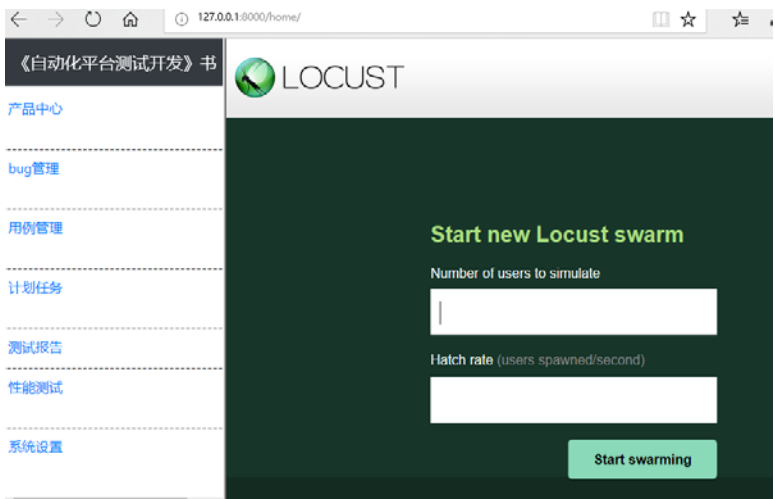 127.0.0.1:8000/home/
《自动化平台测试开发》书
产品中心
bug管理
用例管理
计划任务
测试报告
性能测试
系统设置
LOCUST
Start new Locust swarm
Number of users to simulate
Hatch rate (users spawned/second)
Start swarming